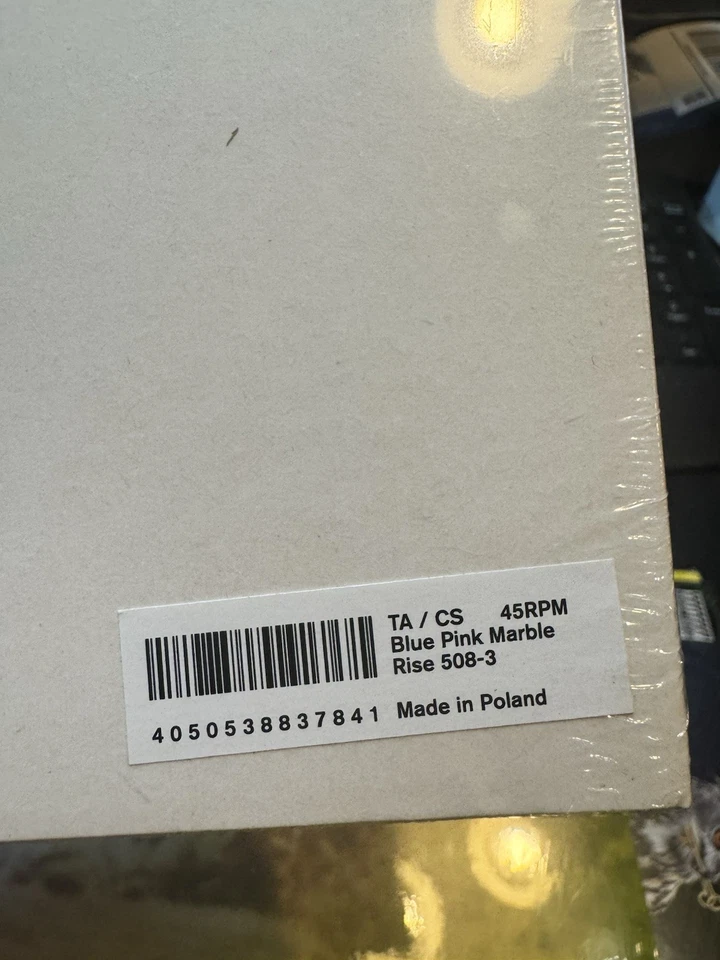 TA / CS 45RPM
Blue Pink Marble
Rise 508-3
4050538837841 Made in Poland